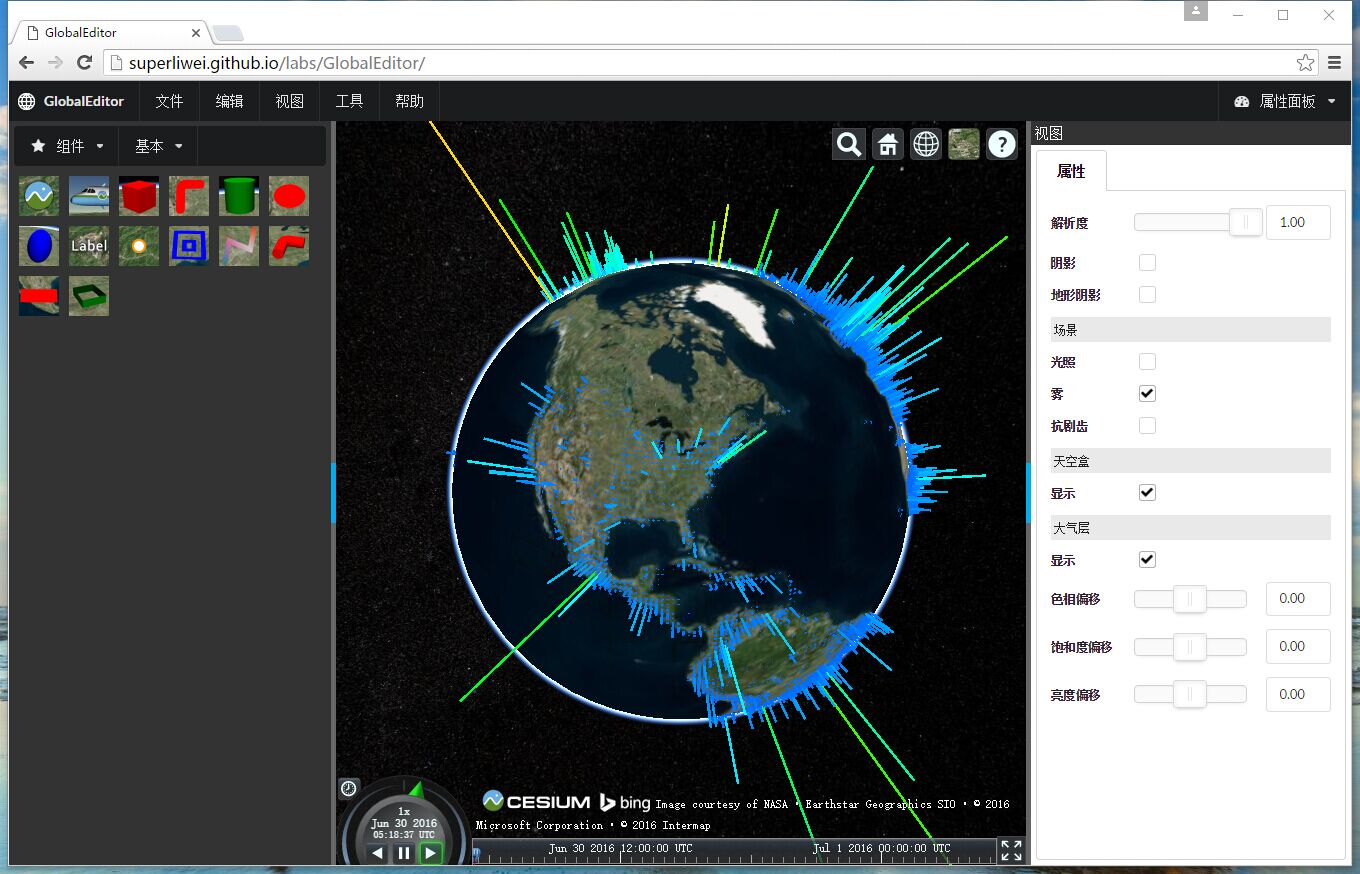 GlobalEditor
superliwei.github.io/labs/GlobalEditor/
GlobalEditor 文件 编辑 视图 工具 帮助 属性面板
组件 基本
Label
视图
属性
解析度 1.00
阴影
地形阴影
场景
光照
雾
抗剧齿
天空盒
显示
大气层
显示
色相偏移 0.00
饱和度偏移 0.00
亮度偏移 0.00
1x
Jun 30 2016
05:18:37 UTC
CESIUM bing Image courtesy of NASA • Earthstar Geographics SIO • © 2016
Microsoft Corporation • © 2016 Intermap
Jun 30 2016 12:00:00 UTC Jul 1 2016 00:00:00 UTC